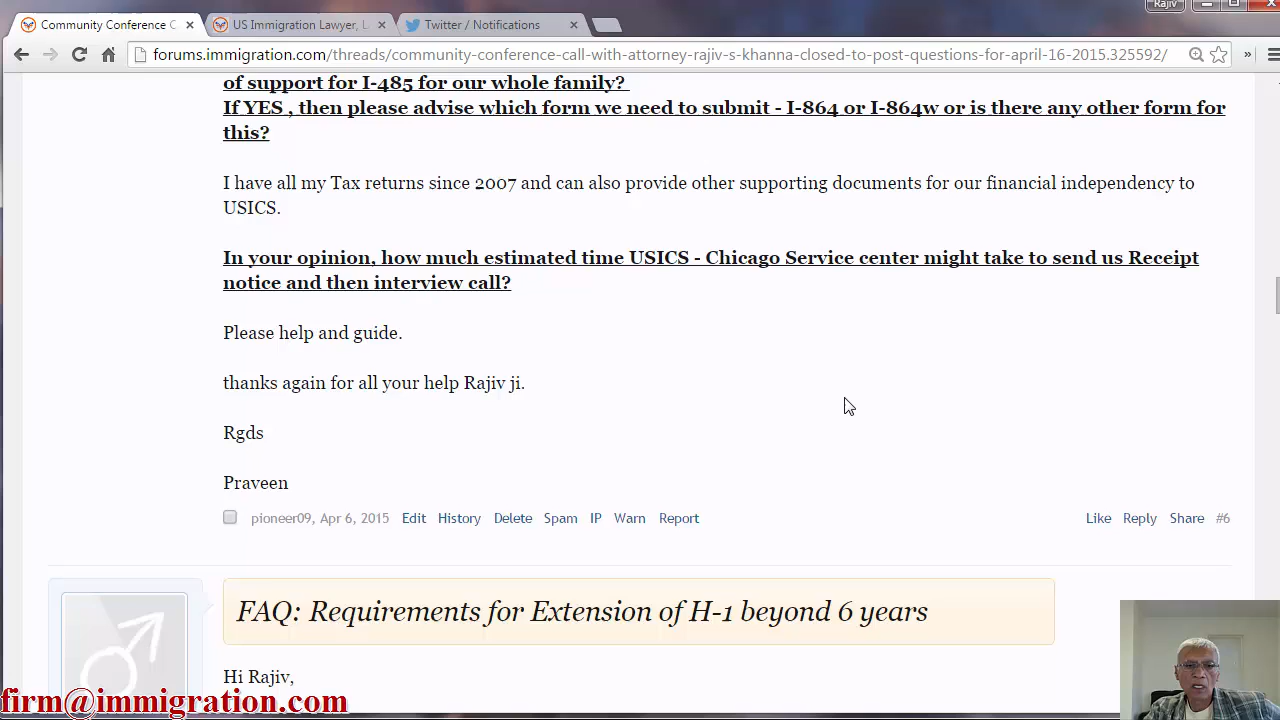 Rajiv
Community Conference C
US Immigration Lawyer, L
Twitter / Notifications
forums.immigration.com/threads/community-conference-call-with-attorney-rajiv-s-khanna-closed-to-post-questions-for-april-16-2015.325592/
of support for I-485 for our whole family?
If YES , then please advise which form we need to submit - I-864 or I-864w or is there any other form for
this?
I have all my Tax returns since 2007 and can also provide other supporting documents for our financial independency to
USICS.
In your opinion, how much estimated time USICS - Chicago Service center might take to send us Receipt
notice and then interview call?
Please help and guide.
thanks again for all your help Rajiv ji.
Rgds
Praveen
pioneer09, Apr 6, 2015 Edit History Delete Spam IP Warn Report Like Reply Share #6
FAQ: Requirements for Extension of H-1 beyond 6 years
Hi Rajiv,
firm@immigration.com